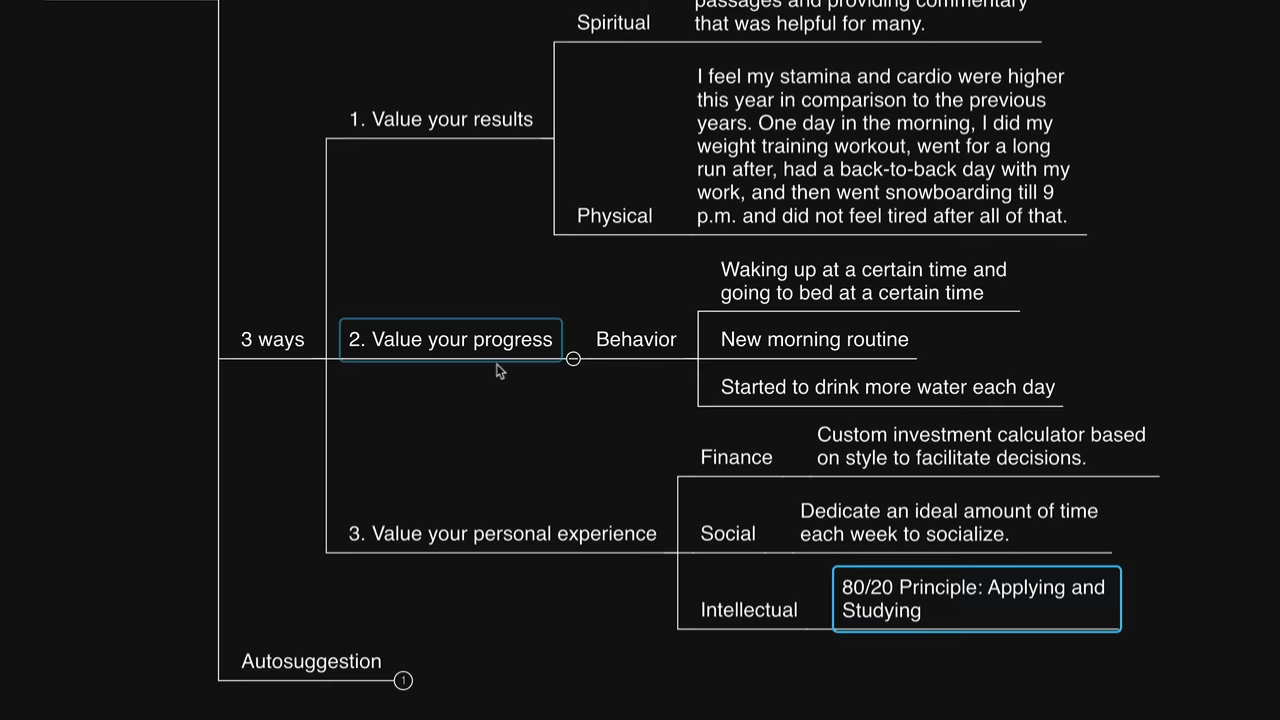 passages and providing commentary
Spiritual
that was helpful for many.
I feel my stamina and cardio were higher
this year in comparison to the previous
years. One day in the morning, I did my
weight training workout, went for a long
run after, had a back-to-back day with my
work, and then went snowboarding till 9
p.m. and did not feel tired after all of that.
1. Value your results
Physical
Waking up at a certain time and
going to bed at a certain time
3 ways
2. Value your progress
Behavior
New morning routine
Started to drink more water each day
Custom investment calculator based
on style to facilitate decisions.
Finance
3. Value your personal experience
Social
Dedicate an ideal amount of time
each week to socialize.
80/20 Principle: Applying and
Studying
Intellectual
Autosuggestion
1